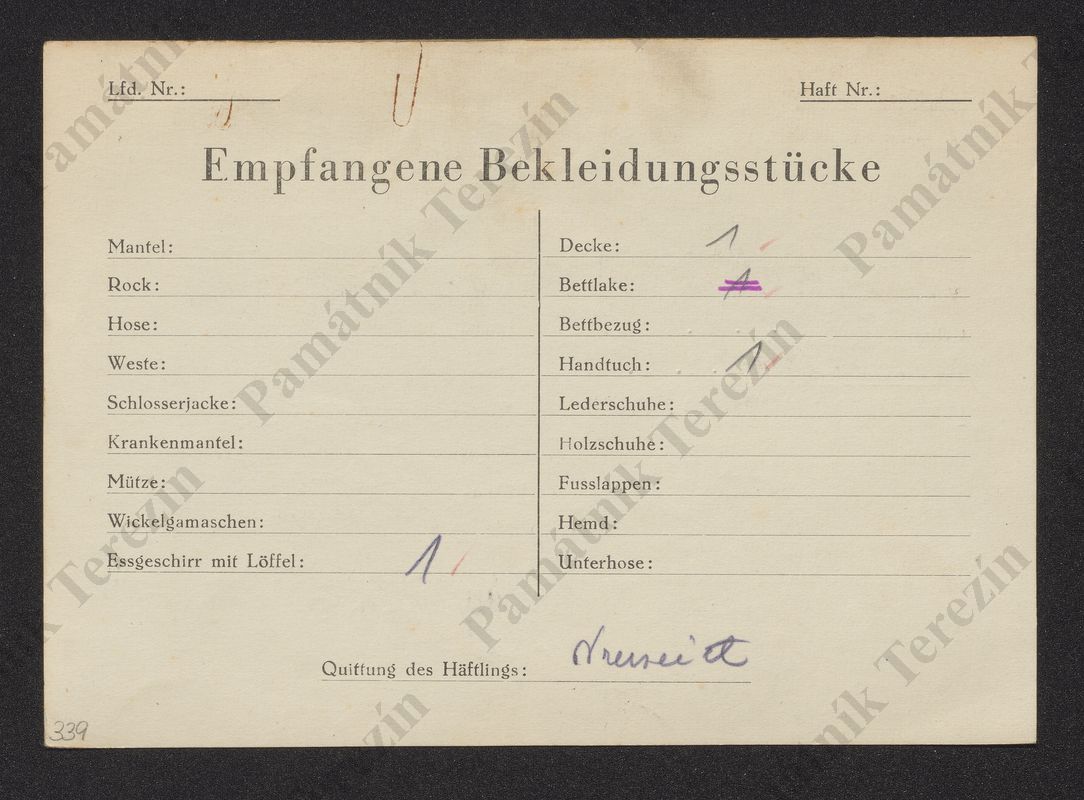 Lfd. Nr.:
Haft Nr.:
Empfangene Bekleidungsstücke
Mantel:
Rock:
Hose:
Weste:
Schlosserjacke:
Krankenmantel:
Mütze:
Wickelgamaschen:
Essgeschirr mit Löffel: 1
Decke: 1
Bettlake: 1
Bettbezug:
Handtuch: 1
Lederschuhe:
Holzschuhe:
Fusslappen:
Hemd:
Unterhose:
Quittung des Häftlings:
339
Památník Terezín